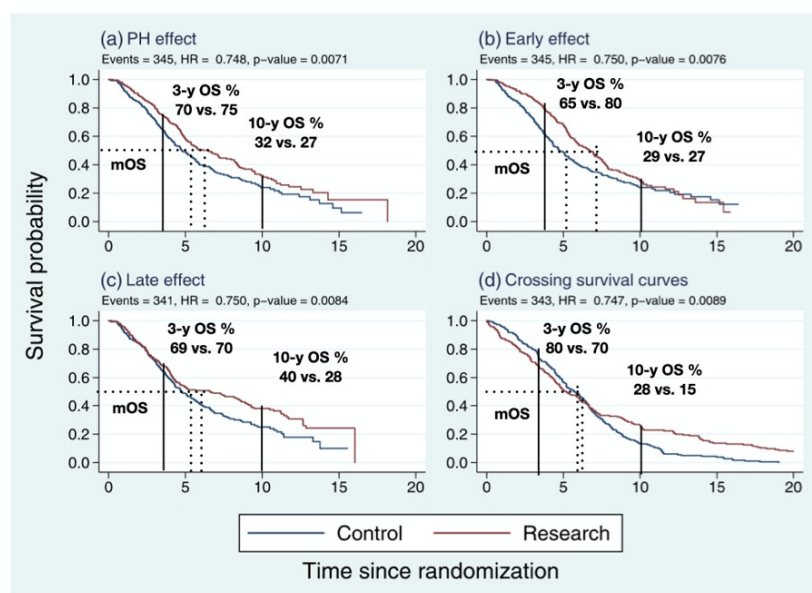 (a) PH effect
Events = 345, HR = 0.748, p-value = 0.0071
3-y OS %
70 vs. 75
10-y OS %
32 vs. 27
mOS
1.0
0.8
0.6
0.4
0.2
0.0
0 5 10 15 20
(b) Early effect
Events = 345, HR = 0.750, p-value = 0.0076
3-y OS %
65 vs. 80
10-y OS %
29 vs. 27
mOS
1.0
0.8
0.6
0.4
0.2
0.0
0 5 10 15 20
Survival probability
(c) Late effect
Events = 341, HR = 0.750, p-value = 0.0084
3-y OS %
69 vs. 70
10-y OS %
40 vs. 28
mOS
1.0
0.8
0.6
0.4
0.2
0.0
0 5 10 15 20
(d) Crossing survival curves
Events = 343, HR = 0.747, p-value = 0.0089
3-y OS %
80 vs. 70
10-y OS %
28 vs. 15
mOS
1.0
0.8
0.6
0.4
0.2
0.0
0 5 10 15 20
Control Research
Time since randomization